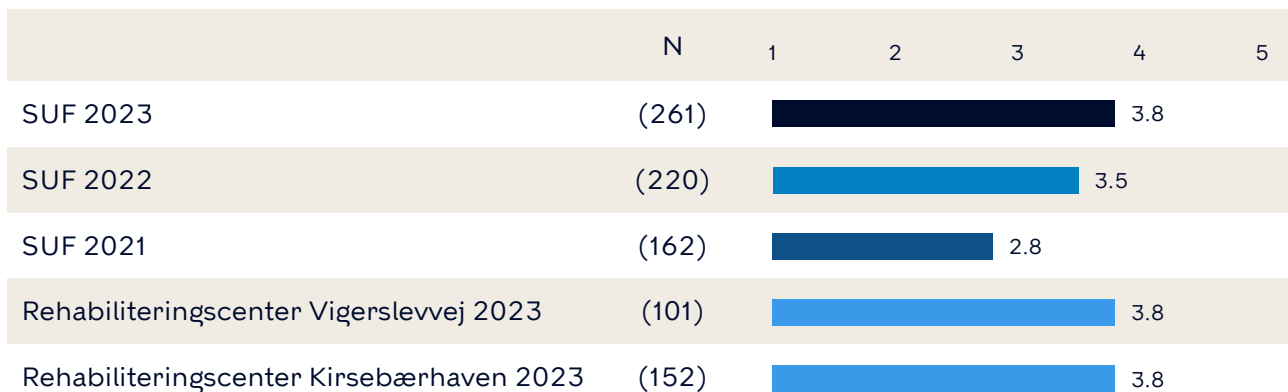 N 1 2 3 4 5
SUF 2023 (261) 3.8
SUF 2022 (220) 3.5
SUF 2021 (162) 2.8
Rehabiliteringscenter Vigerslevvej 2023 (101) 3.8
Rehabiliteringscenter Kirsebærhaven 2023 (152) 3.8